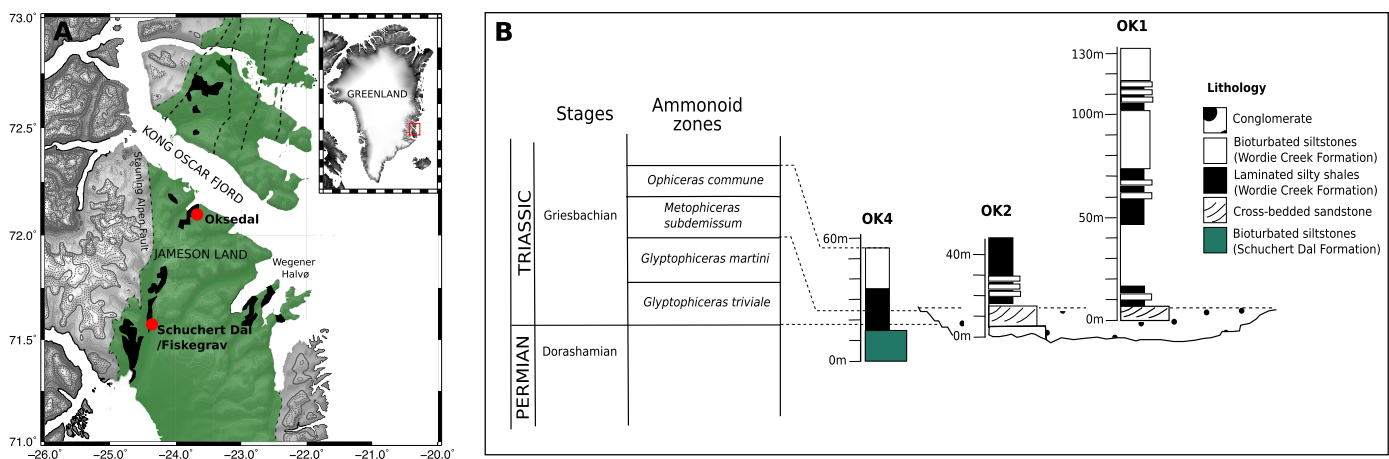 A
73.0°
72.5°
72.0°
71.5°
71.0°
−26.0°
−25.0°
−24.0°
−23.0°
−22.0°
−21.0°
−20.0°
GREENLAND
KONG OSCAR FJORD
Stauning Alper Fault
Oksedal
JAMESON LAND
Wegener
Halvø
Schuchert Dal
/Fiskegrav
B
Stages
Ammonoid
zones
TRIASSIC
PERMIAN
Griesbachian
Dorashamian
Ophiceras commune
Metophiceras
subdemissum
Glyptophiceras martini
Glyptophiceras triviale
OK4
60m
0m
OK2
40m
0m
OK1
130m
100m
50m
0m
Lithology
Conglomerate
Bioturbated siltstones
(Wordie Creek Formation)
Laminated silty shales
(Wordie Creek Formation)
Cross-bedded sandstone
Bioturbated siltstones
(Schuchert Dal Formation)